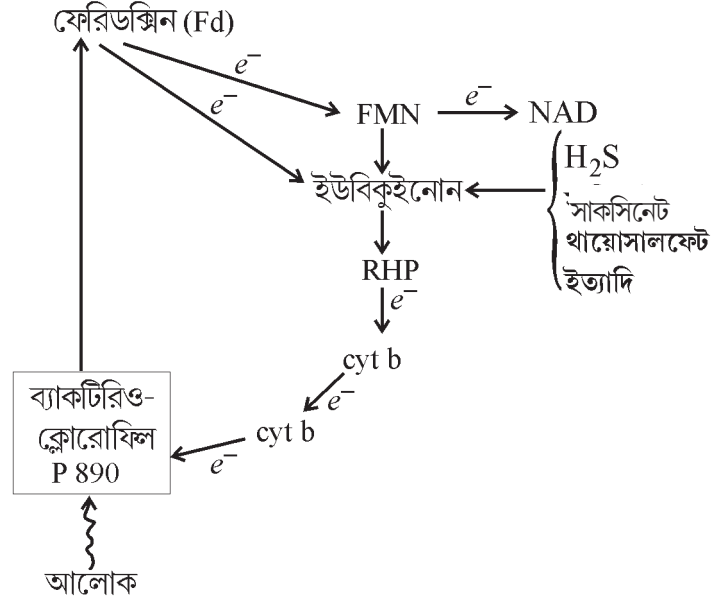 ফেরিডক্সিন (Fd)
e⁻
e⁻
FMN
e⁻
NAD
H₂S
ইউবিকুইনোন
সাকসিনেট
থায়োসালফেট
ইত্যাদি
RHP
e⁻
cyt b
e⁻
cyt b
e⁻
ব্যাকটিরিও-
ক্লোরোফিল
P 890
আলোক